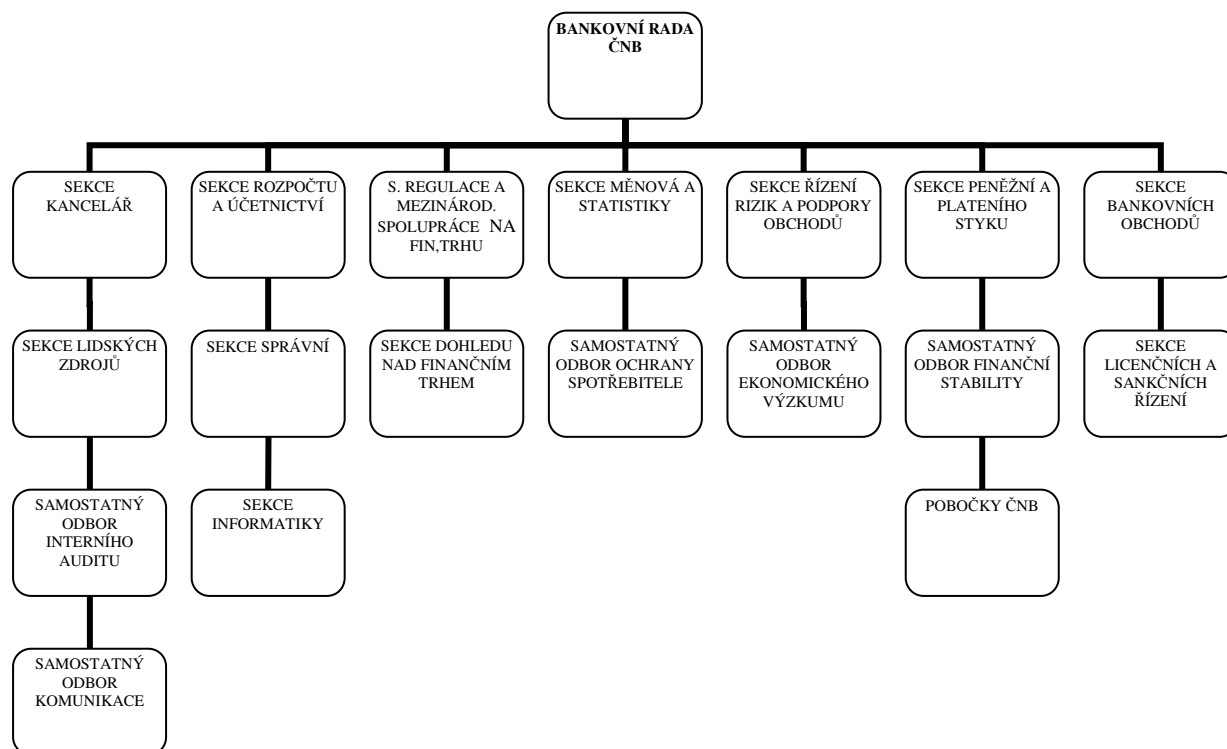 BANKOVNÍ RADA
ČNB
SEKCE
KANCELÁŘ
SEKCE ROZPOČTU
A ÚČETNICTVÍ
S. REGULACE A
MEZINÁROD.
SPOLUPRÁCE NA
FIN,TRHU
SEKCE MĚNOVÁ A
STATISTIKY
SEKCE ŘÍZENÍ
RIZIK A PODPORY
OBCHODŮ
SEKCE PENĚŽNÍ A
PLATENÍHO
STYKU
SEKCE
BANKOVNÍCH
OBCHODŮ
SEKCE LIDSKÝCH
ZDROJŮ
SEKCE SPRÁVNÍ
SEKCE DOHLEDU
NAD FINANČNÍM
TRHEM
SAMOSTATNÝ
ODBOR OCHRANY
SPOTŘEBITELE
SAMOSTATNÝ
ODBOR
EKONOMICKÉHO
VÝZKUMU
SAMOSTATNÝ
ODBOR FINANČNÍ
STABILITY
SEKCE
LICENČNÍCH A
SANKČNÍCH
ŘÍZENÍ
SAMOSTATNÝ
ODBOR
INTERNÍHO
AUDITU
SEKCE
INFORMATIKY
POBOČKY ČNB
SAMOSTATNÝ
ODBOR
KOMUNIKACE